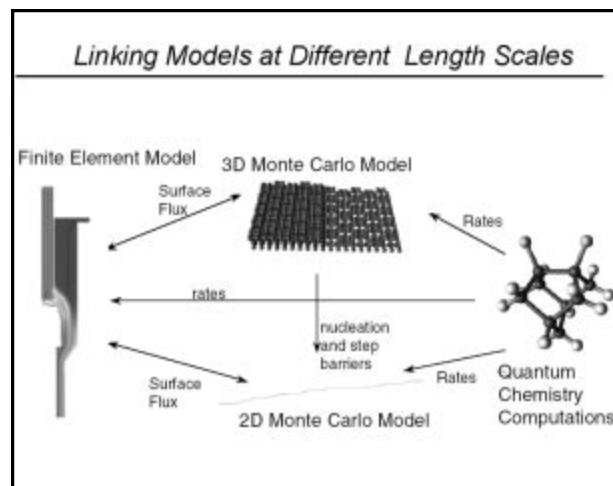 Linking Models at Different Length Scales
Finite Element Model
3D Monte Carlo Model
Surface
Flux
Rates
rates
nucleation
and step
barriers
Surface
Flux
Rates
2D Monte Carlo Model
Quantum
Chemistry
Computations